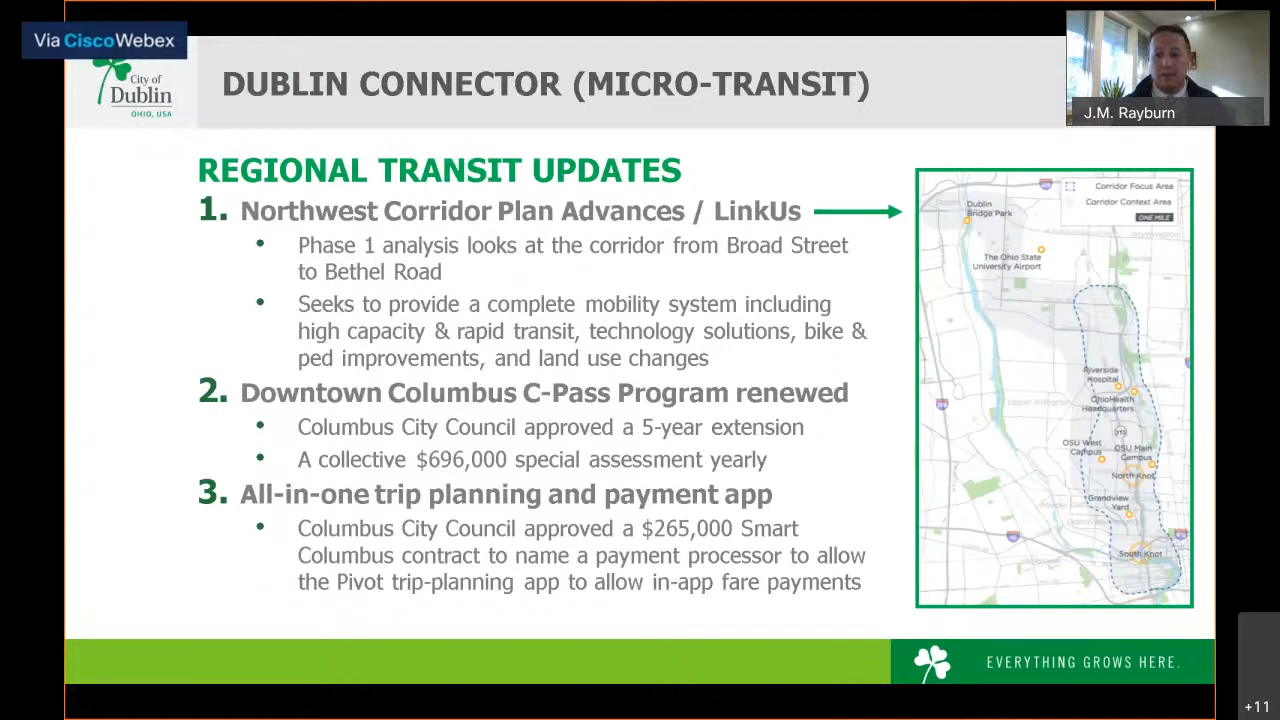 Via CiscoWebex
City of
Dublin
OHIO, USA
DUBLIN CONNECTOR (MICRO-TRANSIT)
J.M. Rayburn
REGIONAL TRANSIT UPDATES
1. Northwest Corridor Plan Advances / LinkUs
• Phase 1 analysis looks at the corridor from Broad Street
to Bethel Road
• Seeks to provide a complete mobility system including
high capacity & rapid transit, technology solutions, bike &
ped improvements, and land use changes
2. Downtown Columbus C-Pass Program renewed
• Columbus City Council approved a 5-year extension
• A collective $696,000 special assessment yearly
3. All-in-one trip planning and payment app
• Columbus City Council approved a $265,000 Smart
Columbus contract to name a payment processor to allow
the Pivot trip-planning app to allow in-app fare payments
Corridor Focus Area
Corridor Context Area
ONE MILE
Dublin
Bridge Park
The Ohio State
University Airport
Riverside
Hospital
OhioHealth
Headquarters
Upper Arlington
315
OSU West
Campus
OSU Main
Campus
North Knot
Grandview
Yard
South Knot
EVERYTHING GROWS HERE.
+11